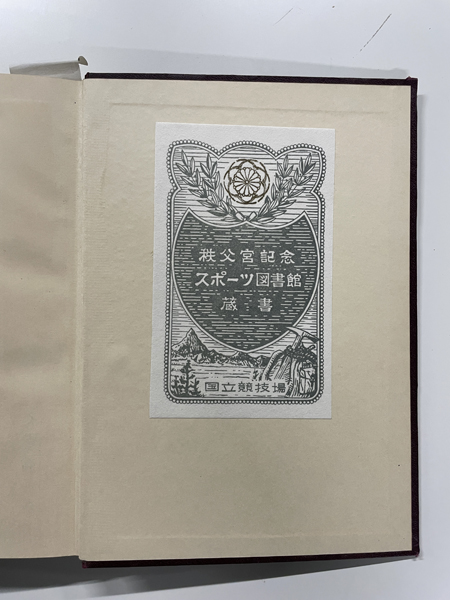 秩父宮記念
スポーツ図書館
蔵書
国立競技場